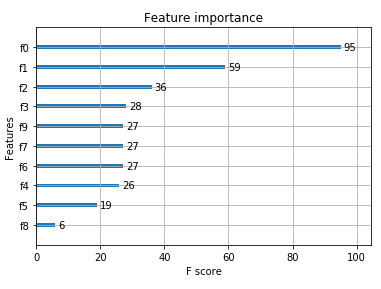 Feature importance
Features
f0
95
f1
59
f2
36
f3
28
f9
27
f7
27
f6
27
f4
26
f5
19
f8
6
0 20 40 60 80 100
F score